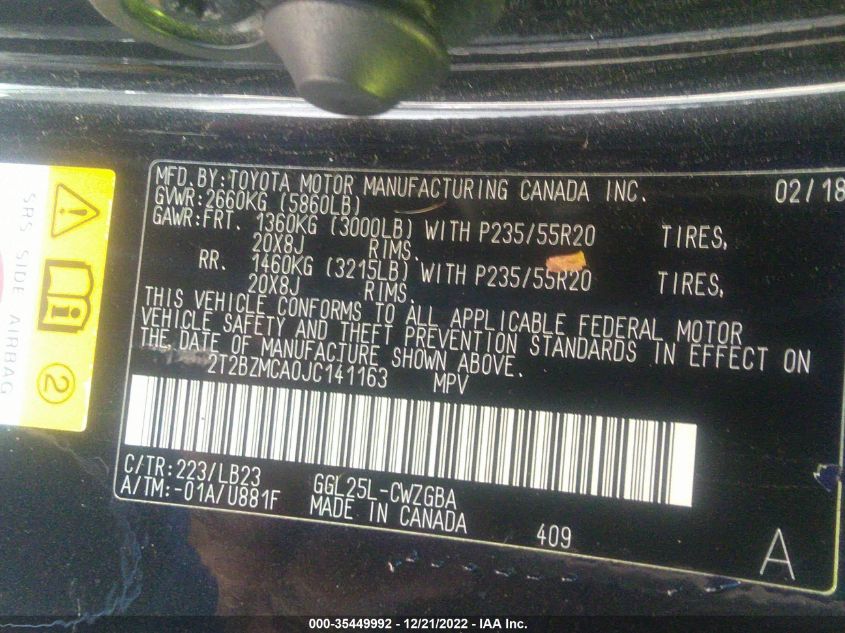 MFD.BY:TOYOTA MOTOR MANUFACTURING CANADA INC. 02/18
GVWR:2660KG (5860LB)
GAWR:FRT. 1360KG (3000LB) WITH P235/55R20 TIRES,
20X8J RIMS.
RR. 1460KG (3215LB) WITH P235/55R20 TIRES,
20X8J RIMS.
THIS VEHICLE CONFORMS TO ALL APPLICABLE FEDERAL MOTOR
VEHICLE SAFETY AND THEFT PREVENTION STANDARDS IN EFFECT ON
THE DATE OF MANUFACTURE SHOWN ABOVE.
2T2BZMCA0JC141163 MPV
C/TR:223/LB23 GGL25L-CWZGBA
A/TM:-01A/U881F MADE IN CANADA
409
A
SRS SIDE AIRBAG
2
000-35449992 - 12/21/2022 - IAA Inc.